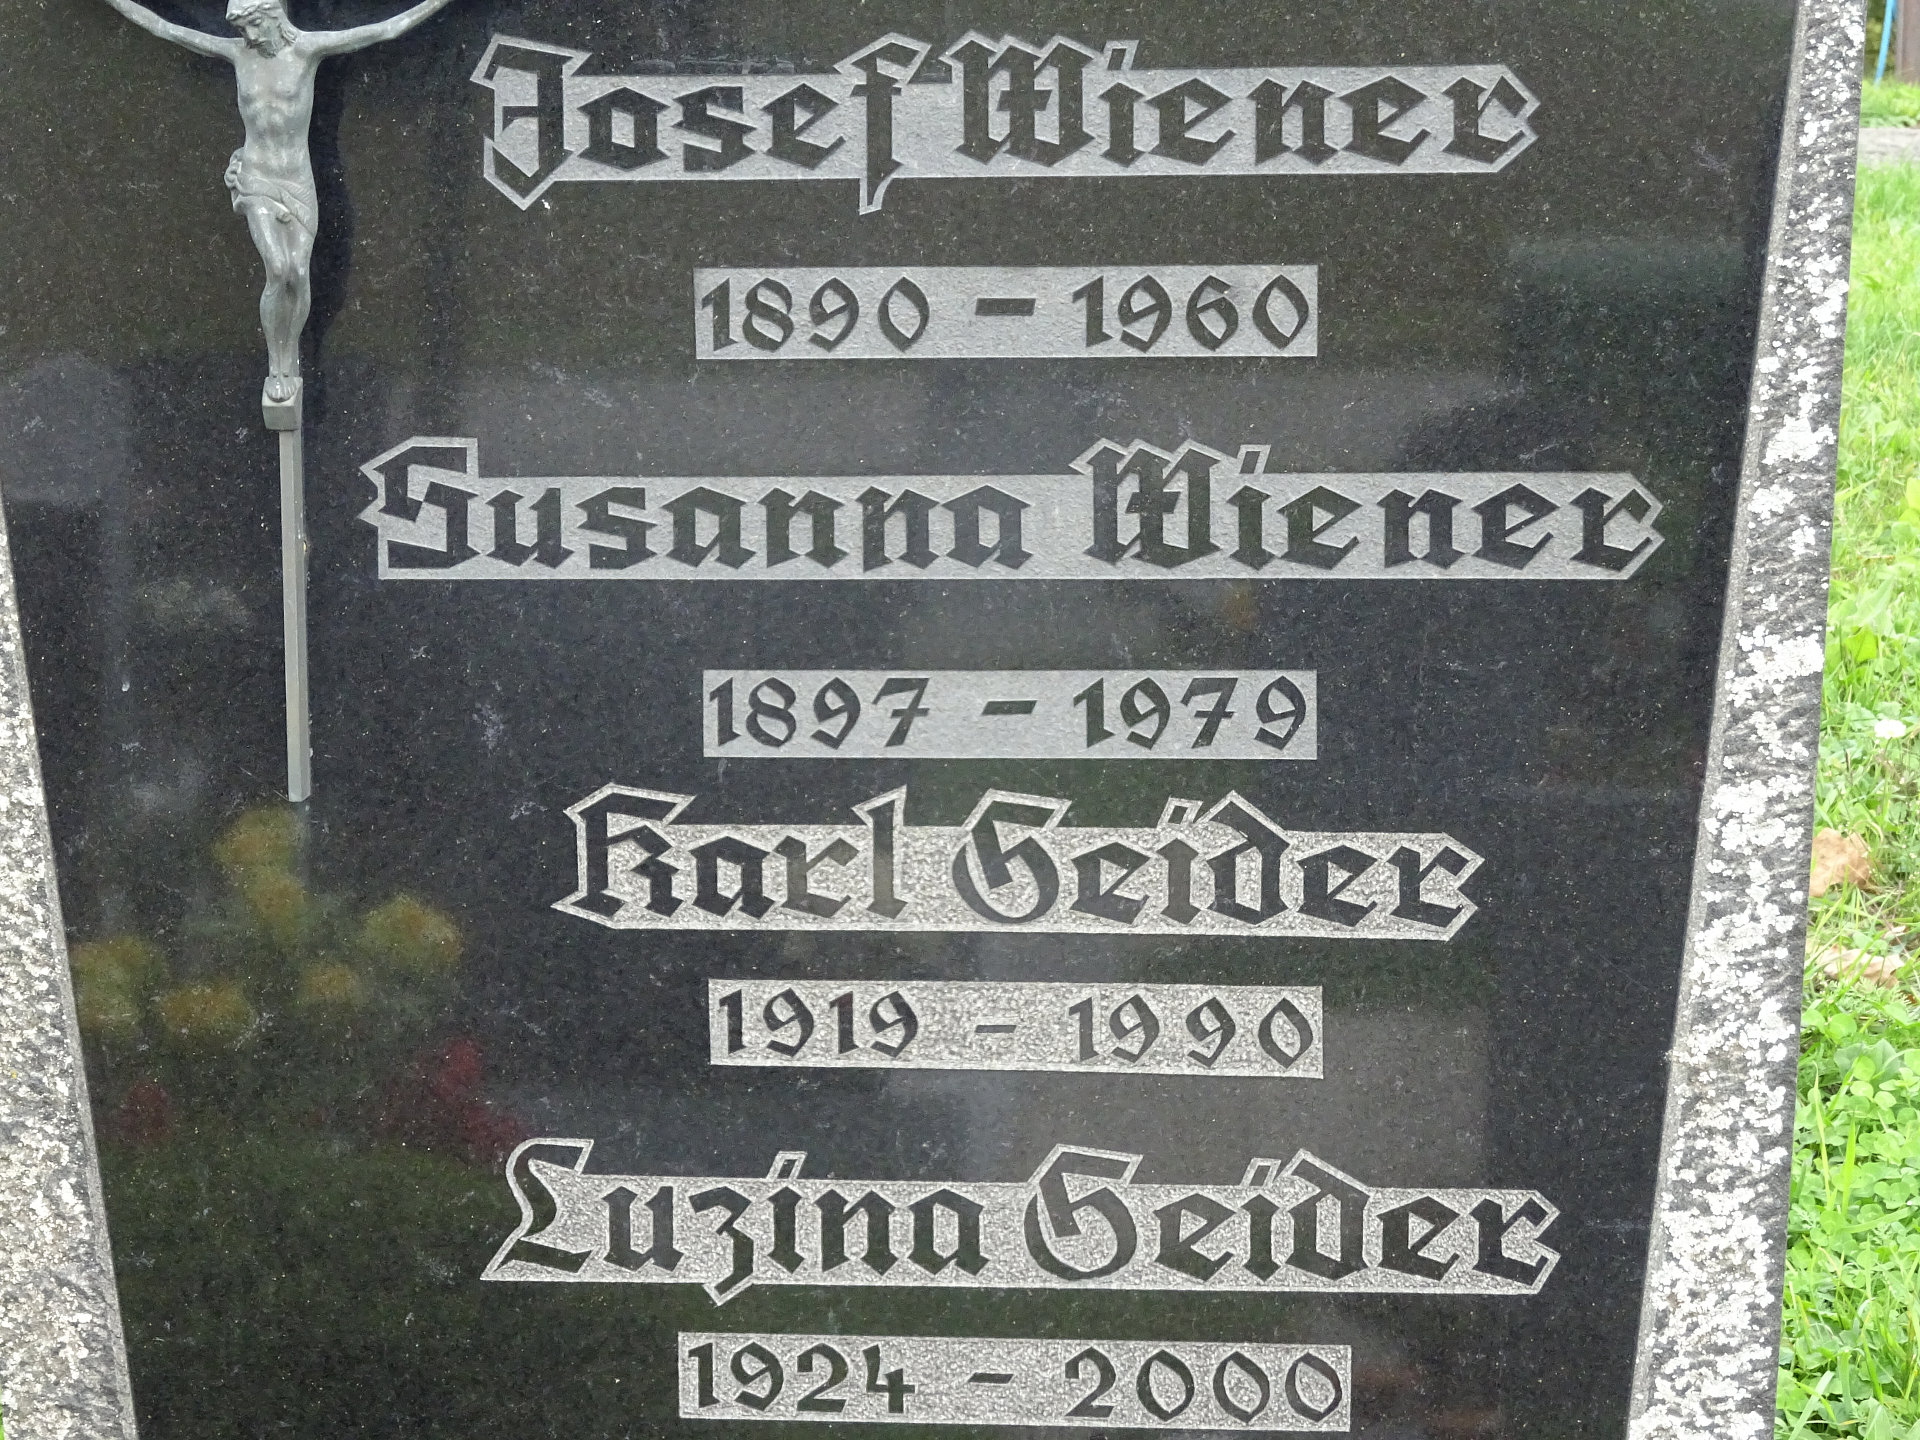 Josef Wiener
1890 - 1960
Susanna Wiener
1897 - 1979
Karl Geider
1919 - 1990
Luzina Geider
1924 - 2000